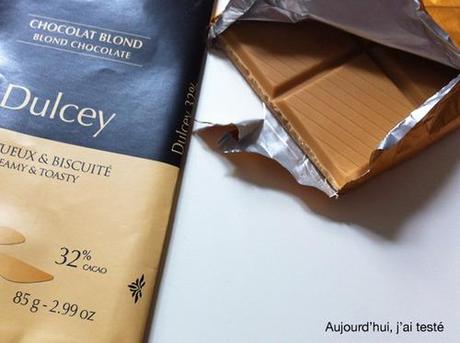 CHOCOLAT BLOND
BLOND CHOCOLATE
Dulcey
TUEUX & BISCUITÉ
EAMY & TOASTY
32% CACAO
85 g - 2.99 oz
Dulcey 32%
Aujourd'hui, j'ai testé